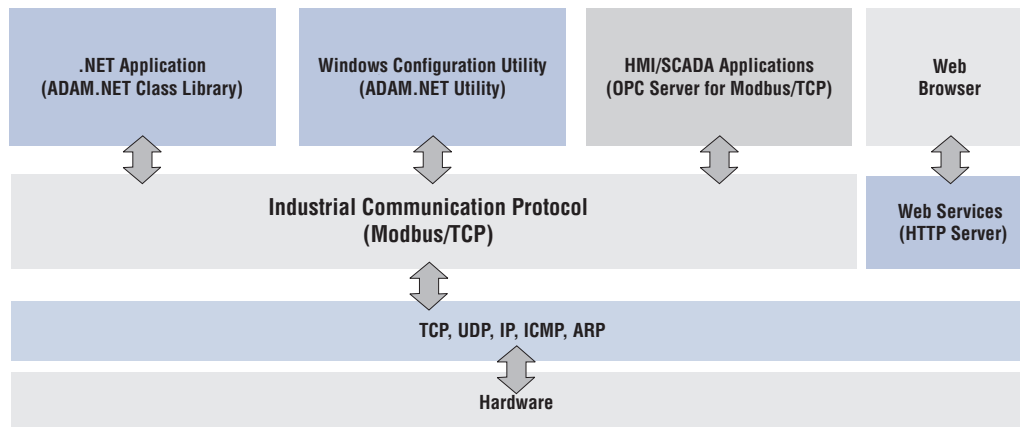 .NET Application
(ADAM.NET Class Library)
Windows Configuration Utility
(ADAM.NET Utility)
HMI/SCADA Applications
(OPC Server for Modbus/TCP)
Web
Browser
Industrial Communication Protocol
(Modbus/TCP)
Web Services
(HTTP Server)
TCP, UDP, IP, ICMP, ARP
Hardware